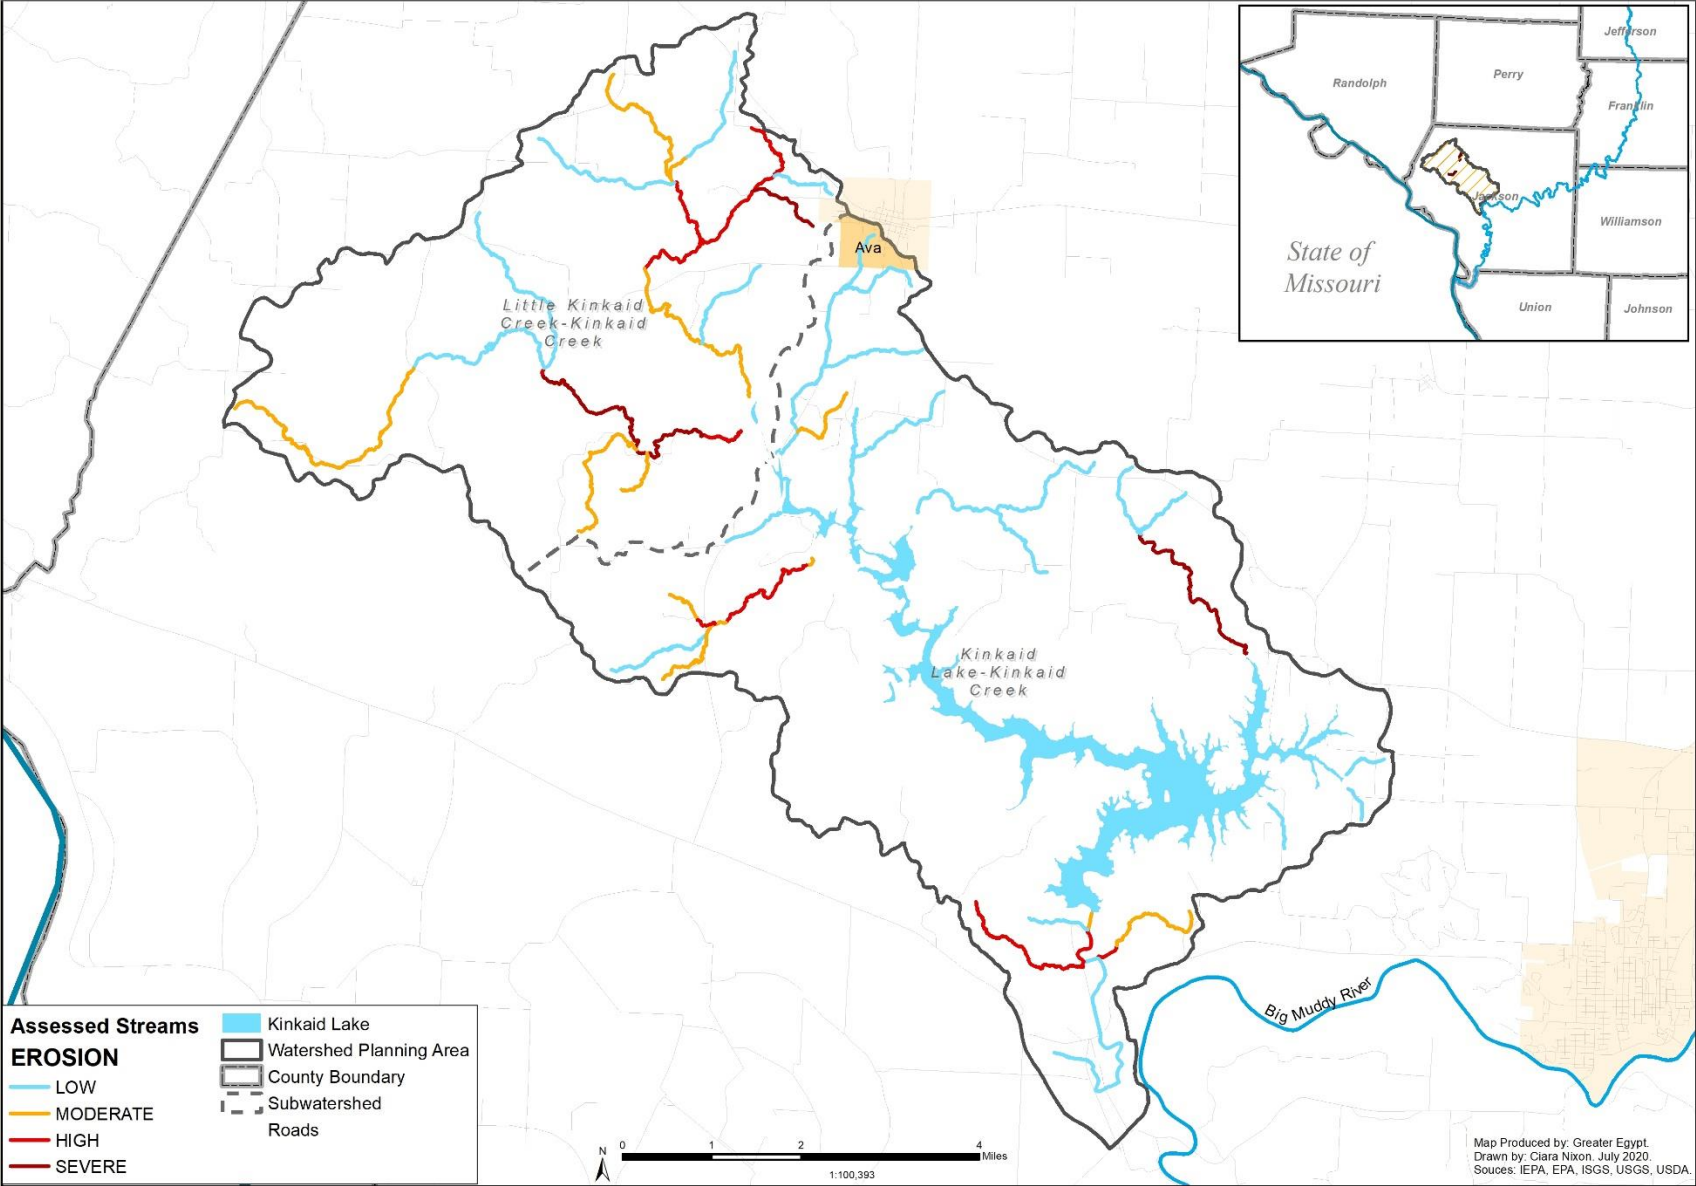 Jefferson
Randolph
Perry
Franklin
Jackson
Williamson
State of
Missouri
Union
Johnson
Ava
Little Kinkaid
Creek-Kinkaid
Creek
Kinkaid
Lake-Kinkaid
Creek
Big Muddy River
Assessed Streams
EROSION
LOW
MODERATE
HIGH
SEVERE
Kinkaid Lake
Watershed Planning Area
County Boundary
Subwatershed
Roads
N
0 1 2 4
Miles
1:100,393
Map Produced by: Greater Egypt.
Drawn by: Ciara Nixon. July 2020.
Souces: IEPA, EPA, ISGS, USGS, USDA.